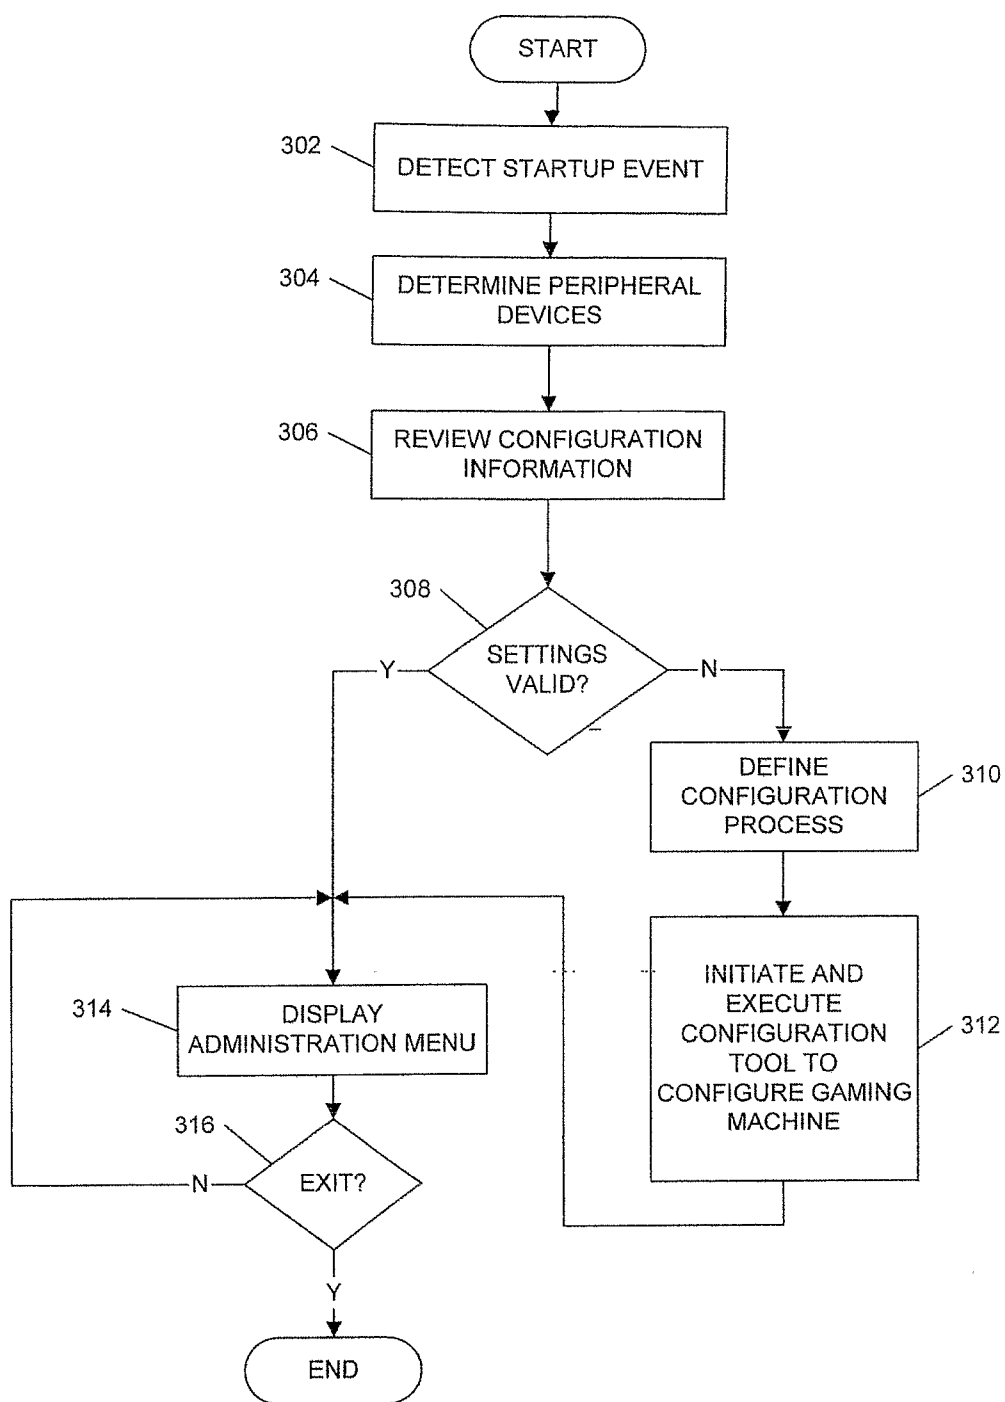 START
302
DETECT STARTUP EVENT
304
DETERMINE PERIPHERAL
DEVICES
306
REVIEW CONFIGURATION
INFORMATION
308
SETTINGS
VALID?
Y
N
DEFINE
CONFIGURATION
PROCESS
310
INITIATE AND
EXECUTE
CONFIGURATION
TOOL TO
CONFIGURE GAMING
MACHINE
312
314
DISPLAY
ADMINISTRATION MENU
316
EXIT?
N
Y
END